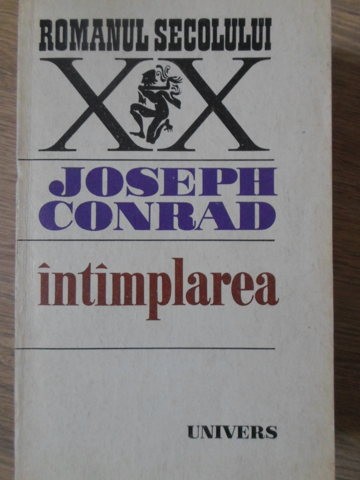 ROMANUL SECOLULUI
XX
JOSEPH
CONRAD
întîmplarea
UNIVERS